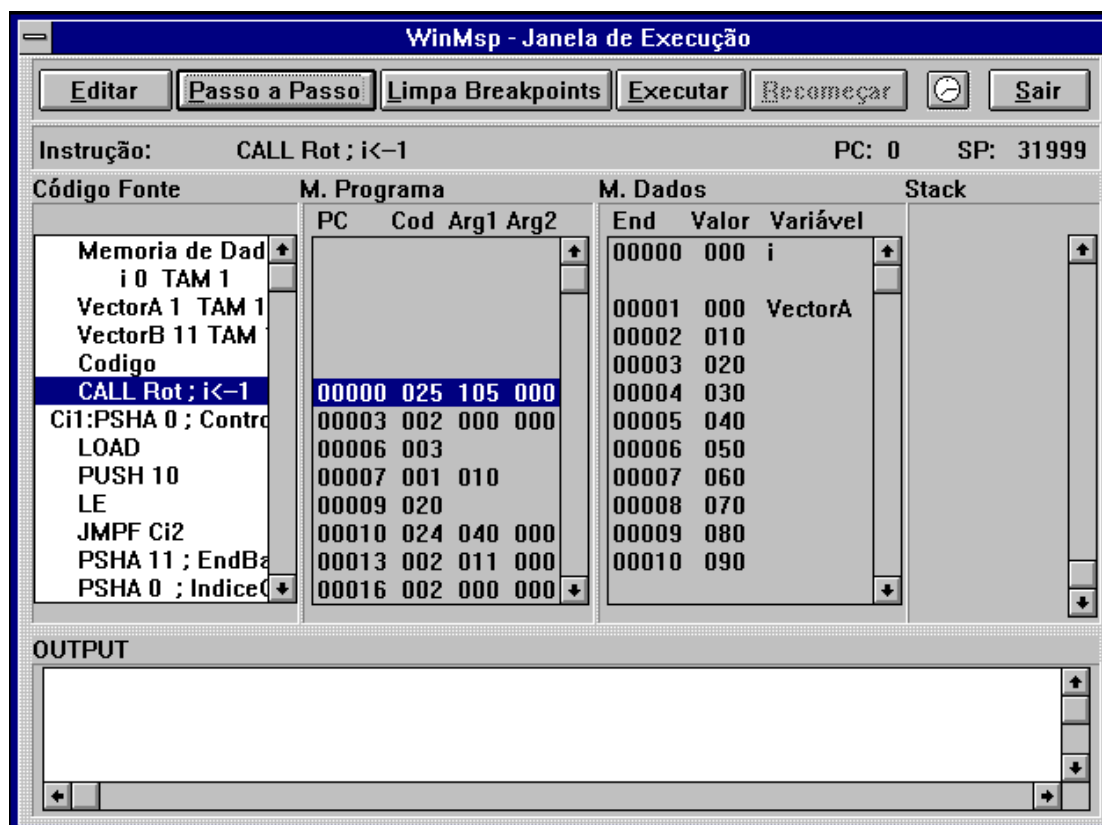 WinMsp - Janela de Execução
Editar Passo a Passo Limpa Breakpoints Executar Recomeçar Sair
Instrução: CALL Rot ; i<–1 PC: 0 SP: 31999
Código Fonte M. Programa M. Dados Stack
PC Cod Arg1 Arg2 End Valor Variável
Memoria de Dad 00000 000 i
i 0 TAM 1
VectorA 1 TAM 1 00001 000 VectorA
VectorB 11 TAM 00002 010
Codigo 00003 020
CALL Rot ; i<–1 00000 025 105 000 00004 030
Ci1:PSHA 0 ; Contro 00003 002 000 000 00005 040
LOAD 00006 003 00006 050
PUSH 10 00007 001 010 00007 060
LE 00009 020 00008 070
JMPF Ci2 00010 024 040 000 00009 080
PSHA 11 ; EndBa 00013 002 011 000 00010 090
PSHA 0 ; Indice 00016 002 000 000
OUTPUT